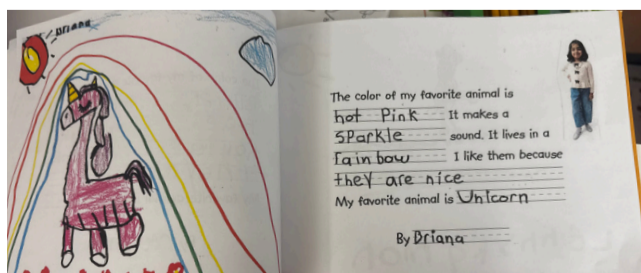 Briana
The color of my favorite animal is
hot Pink It makes a
SParkle sound. It lives in a
rainbow I like them because
they are nice
My favorite animal is Unicorn
By Briana